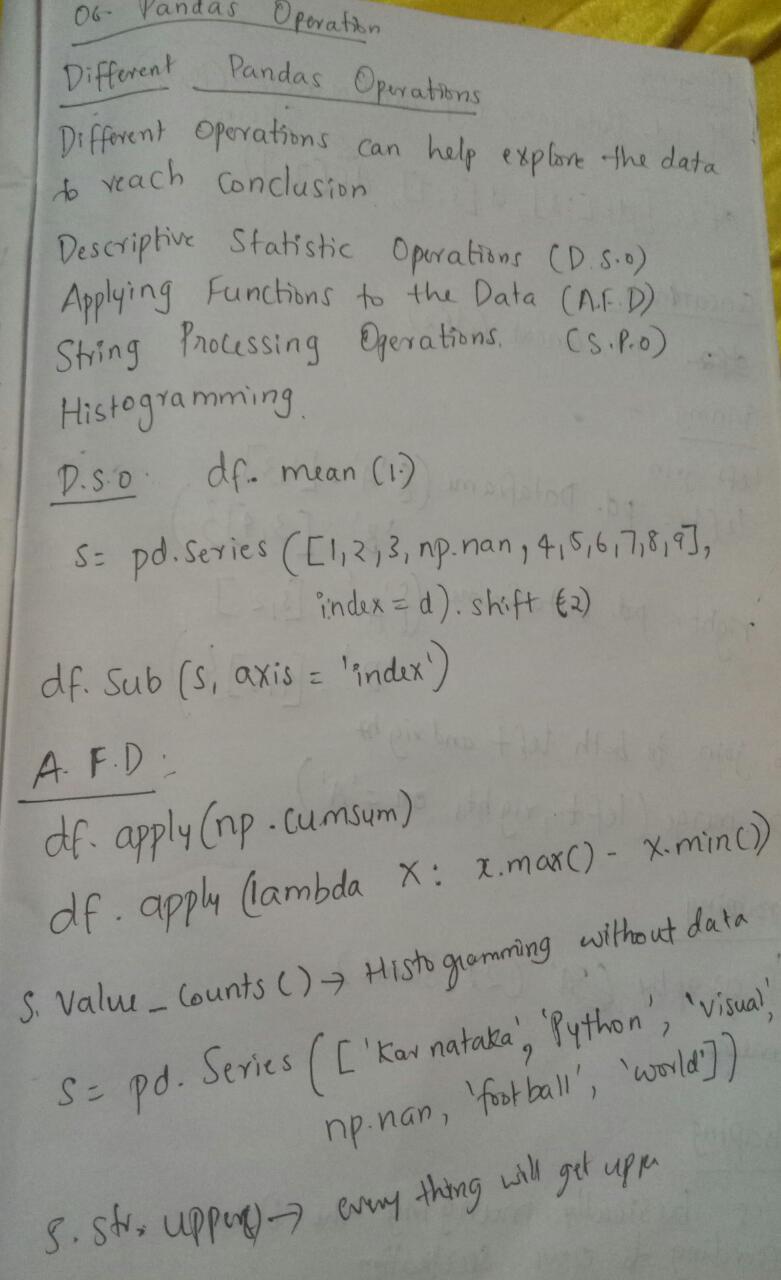 06- Pandas Operation
Different Pandas Operations
Different Operations can help explore the data
to reach Conclusion
Descriptive Statistic Operations (D.S.O)
Applying Functions to the Data (A.F.D)
String Processing Operations. (S.P.O)
Histogramming.
D.S.O. df. mean (1)
S= pd.Series ([1,2,3, np.nan, 4,5,6,7,8,9],
index = d). shift (2)
df. Sub (S, axis = 'index')
A. F.D :-
df. apply (np . cumsum)
df. apply (lambda x: x.max() - x.min())
S. Value_Counts () → Histogramming without data
S= pd. Series (['Karnataka', 'Python', 'visual',
np.nan, 'football', 'world'])
S. str. upper() → every thing will get upper